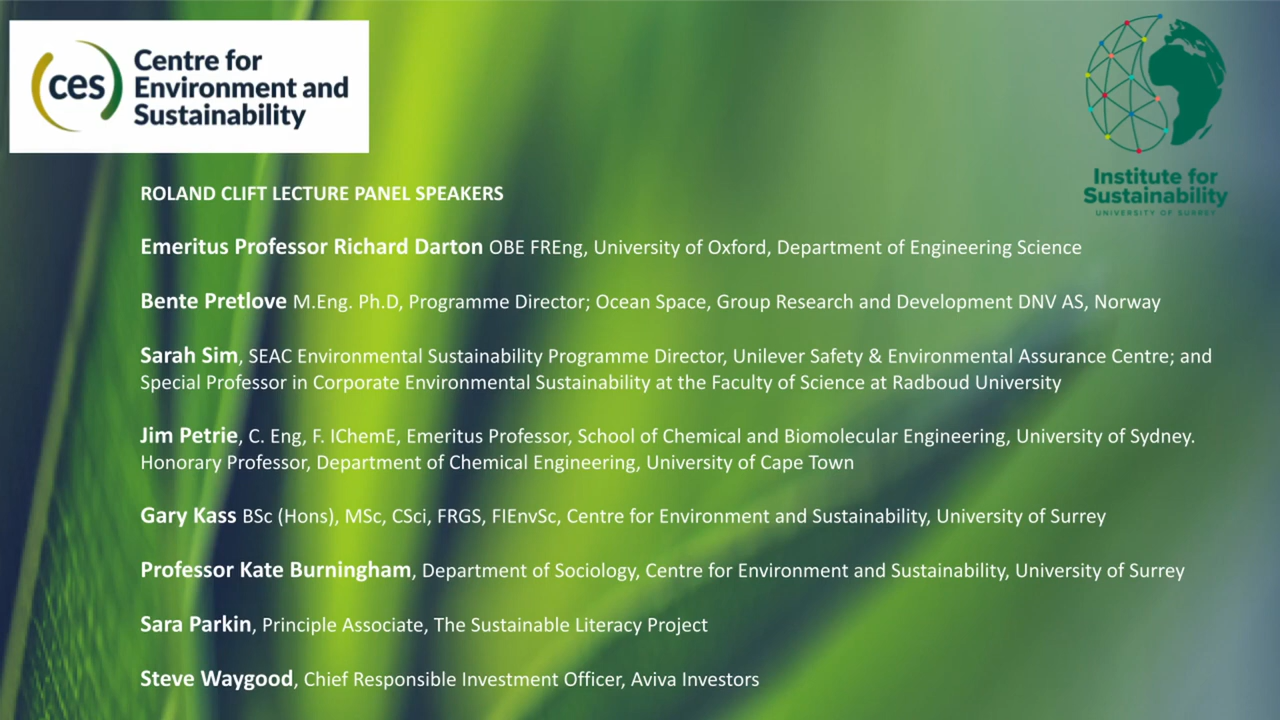 ces
Centre for
Environment and
Sustainability
Institute for
Sustainability
UNIVERSITY OF SURREY
ROLAND CLIFT LECTURE PANEL SPEAKERS
Emeritus Professor Richard Darton OBE FREng, University of Oxford, Department of Engineering Science
Bente Pretlove M.Eng. Ph.D, Programme Director; Ocean Space, Group Research and Development DNV AS, Norway
Sarah Sim, SEAC Environmental Sustainability Programme Director, Unilever Safety & Environmental Assurance Centre; and
Special Professor in Corporate Environmental Sustainability at the Faculty of Science at Radboud University
Jim Petrie, C. Eng, F. IChemE, Emeritus Professor, School of Chemical and Biomolecular Engineering, University of Sydney.
Honorary Professor, Department of Chemical Engineering, University of Cape Town
Gary Kass BSc (Hons), MSc, CSci, FRGS, FIEnvSc, Centre for Environment and Sustainability, University of Surrey
Professor Kate Burningham, Department of Sociology, Centre for Environment and Sustainability, University of Surrey
Sara Parkin, Principle Associate, The Sustainable Literacy Project
Steve Waygood, Chief Responsible Investment Officer, Aviva Investors